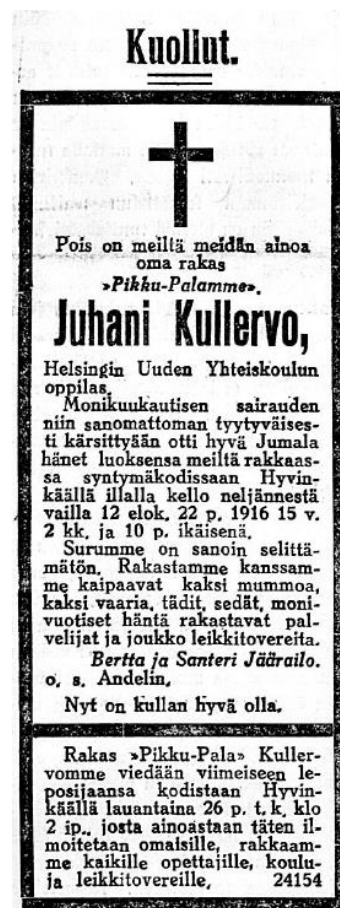 Kuollut.
Pois on meiltä meidän ainoa
oma rakas
»Pikku-Palamme».
Juhani Kullervo,
Helsingin Uuden Yhteiskoulun
oppilas.
Monikuukautisen sairauden
niin sanomattoman tyytyväises-
ti kärsittyään otti hyvä Jumala
hänet luoksensa meiltä rakkaas-
sa syntymäkodissaan Hyvin-
käällä illalla kello neljännestä
vailla 12 elok. 22 p. 1916 15 v.
2 kk. ja 10 p. ikäisenä.
Surumme on sanoin selittä-
mätön. Rakastamme kanssam-
me kaipaavat kaksi mummoa,
kaksi vaaria, tädit, sedät, moni-
vuotiset häntä rakastavat pal-
velijat ja joukko leikkitovereita.
Bertta ja Santeri Jäärailo.
o. s. Andelin.
Nyt on kullan hyvä olla.
Rakas »Pikku-Pala» Kuller-
vomme viedään viimeiseen le-
posijaansa kodistaan Hyvin-
käällä lauantaina 26 p. t. k. klo
2 ip., josta ainoastaan täten il-
moitetaan omaisille, rakkaam-
me kaikille opettajille, koulu-
ja leikkitovereille. 24154